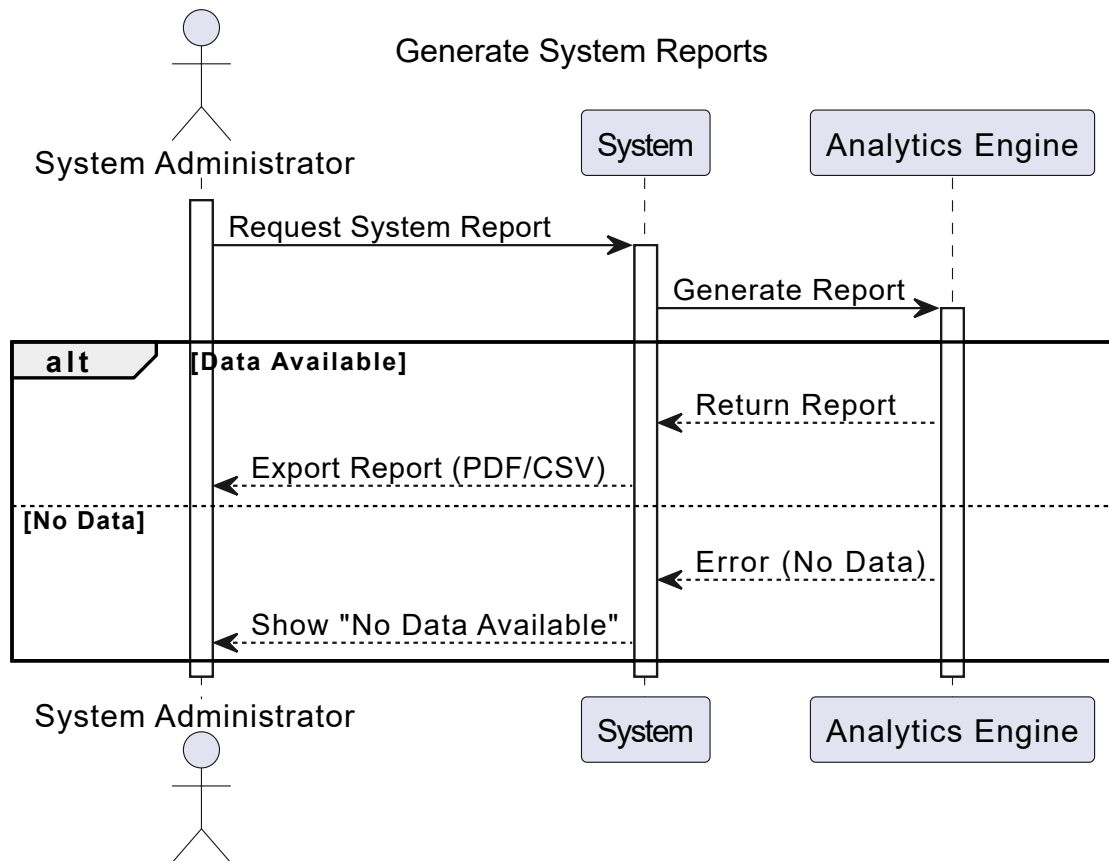 Generate System Reports
System Administrator
System
Analytics Engine
Request System Report
Generate Report
alt
[Data Available]
Return Report
Export Report (PDF/CSV)
[No Data]
Error (No Data)
Show "No Data Available"
System Administrator
System
Analytics Engine